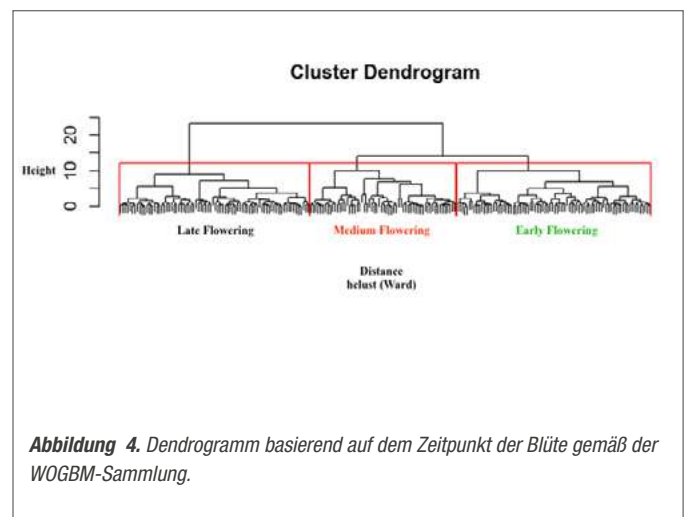 Cluster Dendrogram
20
Height
10
0
Late Flowering
Medium Flowering
Early Flowering
Distance
hclust (Ward)
Abbildung 4. Dendrogramm basierend auf dem Zeitpunkt der Blüte gemäß der
WOGBM-Sammlung.